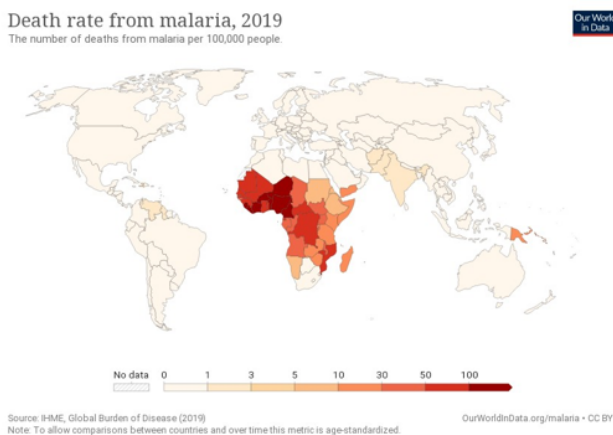 Death rate from malaria, 2019
The number of deaths from malaria per 100,000 people.
Our World
in Data
No data 0 1 3 5 10 30 50 100
Source: IHME, Global Burden of Disease (2019)
OurWorldInData.org/malaria • CC BY
Note: To allow comparisons between countries and over time this metric is age-standardized.